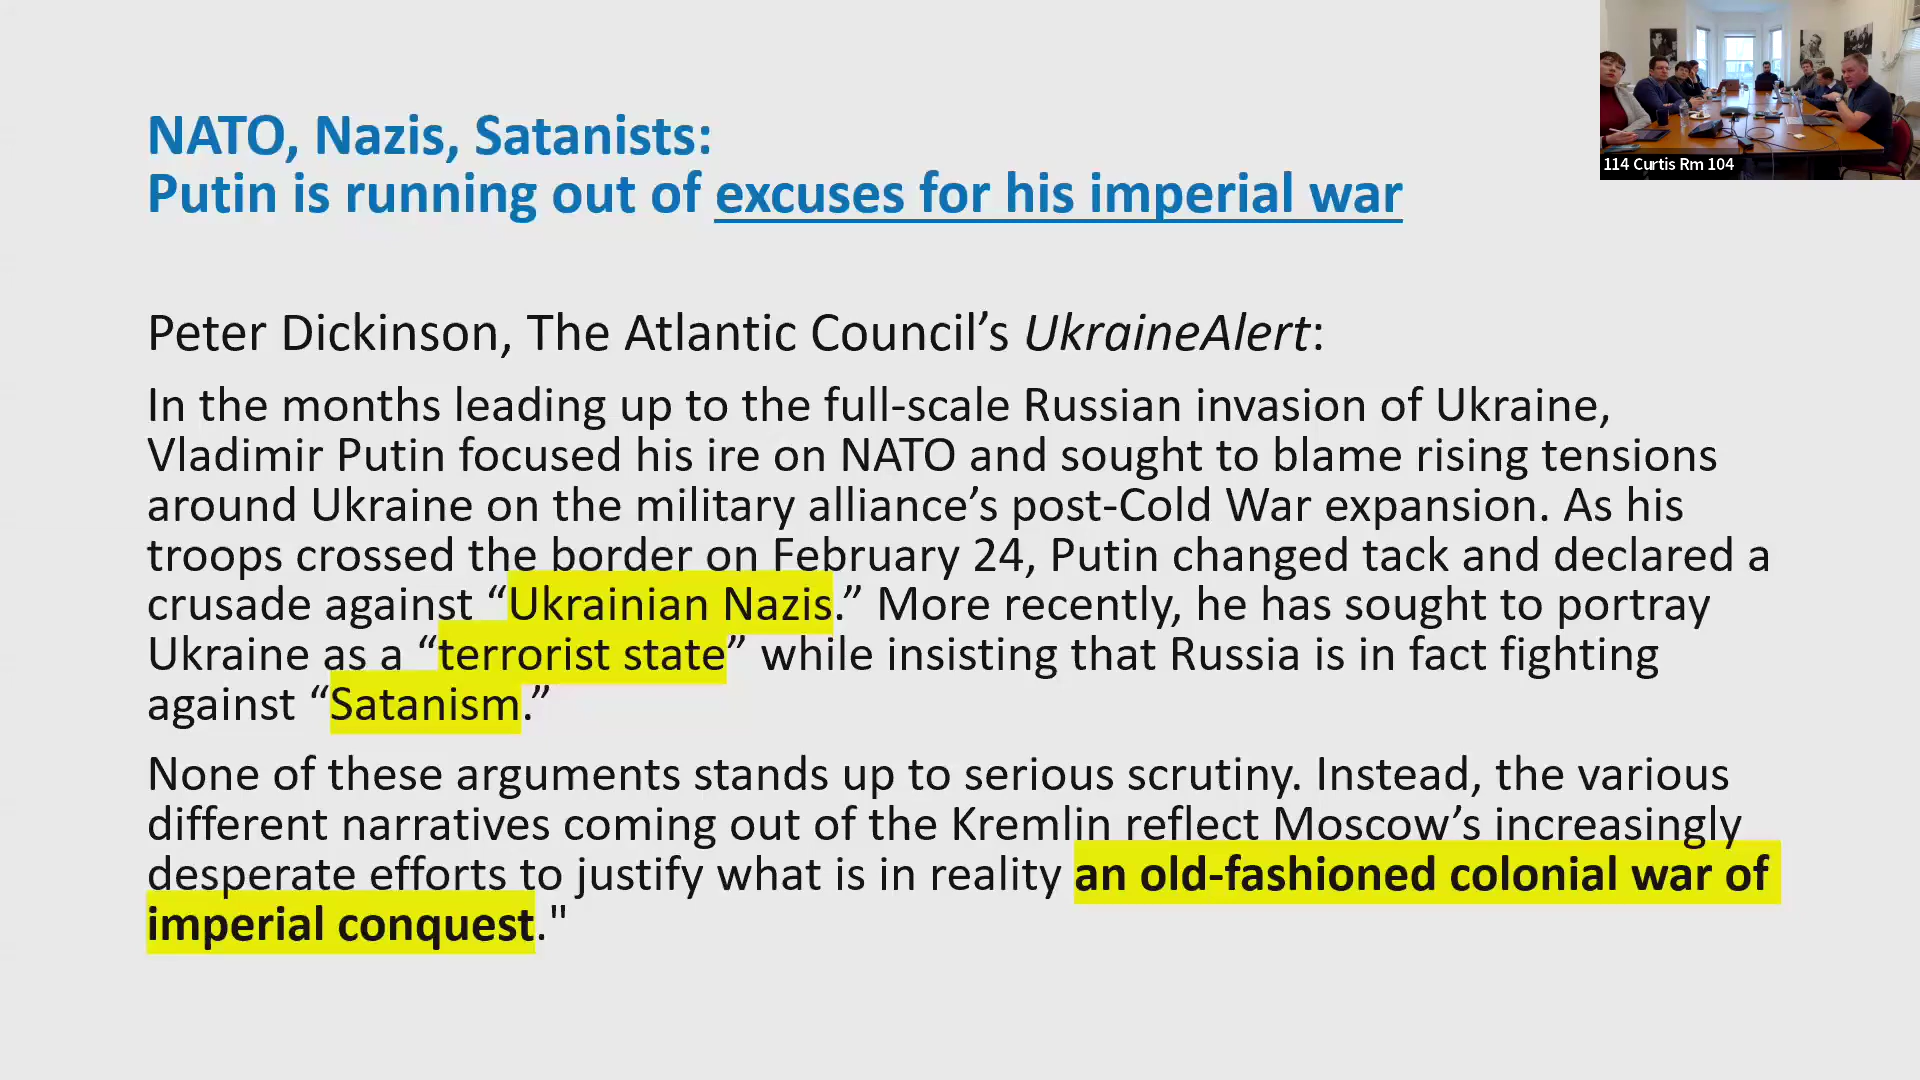 NATO, Nazis, Satanists:
Putin is running out of excuses for his imperial war
114 Curtis Rm 104
Peter Dickinson, The Atlantic Council’s UkraineAlert:
In the months leading up to the full-scale Russian invasion of Ukraine,
Vladimir Putin focused his ire on NATO and sought to blame rising tensions
around Ukraine on the military alliance’s post-Cold War expansion. As his
troops crossed the border on February 24, Putin changed tack and declared a
crusade against “Ukrainian Nazis.” More recently, he has sought to portray
Ukraine as a “terrorist state” while insisting that Russia is in fact fighting
against “Satanism.”
None of these arguments stands up to serious scrutiny. Instead, the various
different narratives coming out of the Kremlin reflect Moscow’s increasingly
desperate efforts to justify what is in reality an old-fashioned colonial war of
imperial conquest."